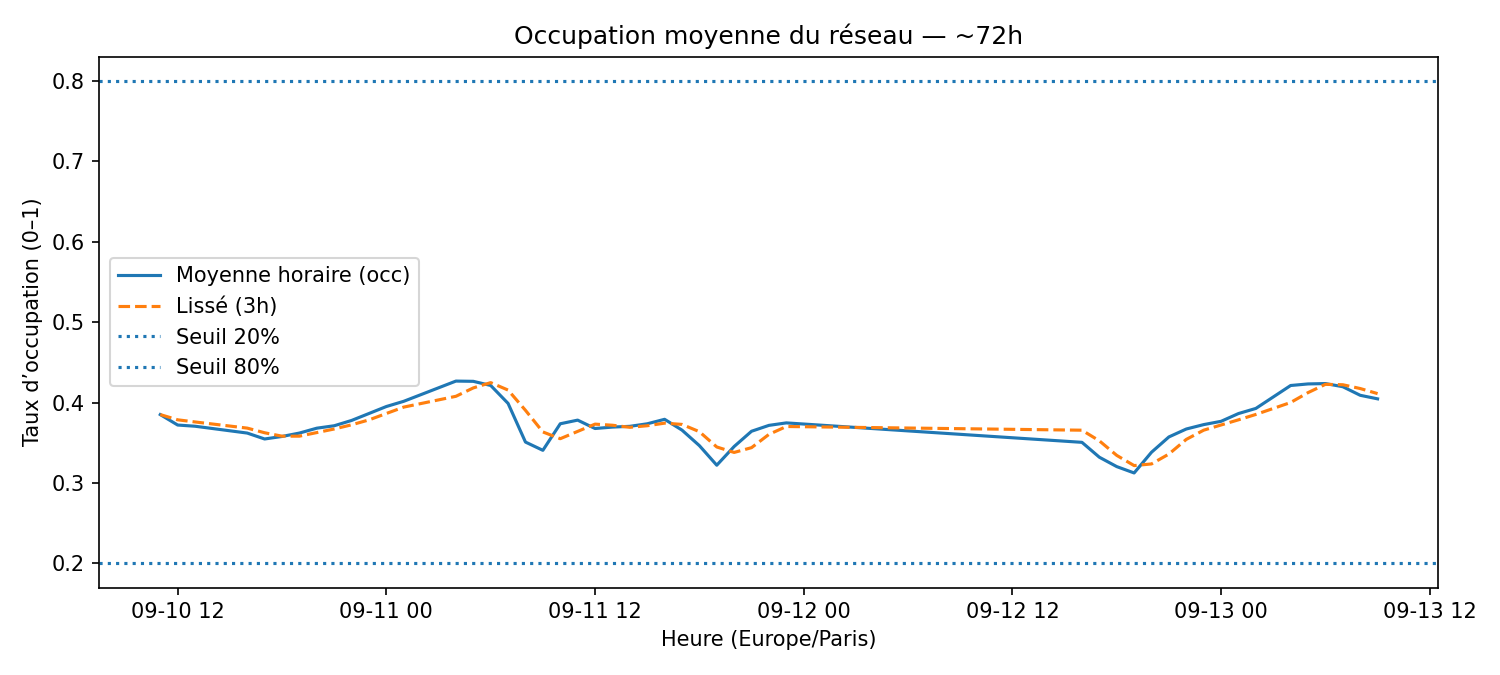 Occupation moyenne du réseau — ~72h
Taux d’occupation (0–1)
0.8
0.7
0.6
0.5
0.4
0.3
0.2
Moyenne horaire (occ)
Lissé (3h)
Seuil 20%
Seuil 80%
09-10 12
09-11 00
09-11 12
09-12 00
09-12 12
09-13 00
09-13 12
Heure (Europe/Paris)